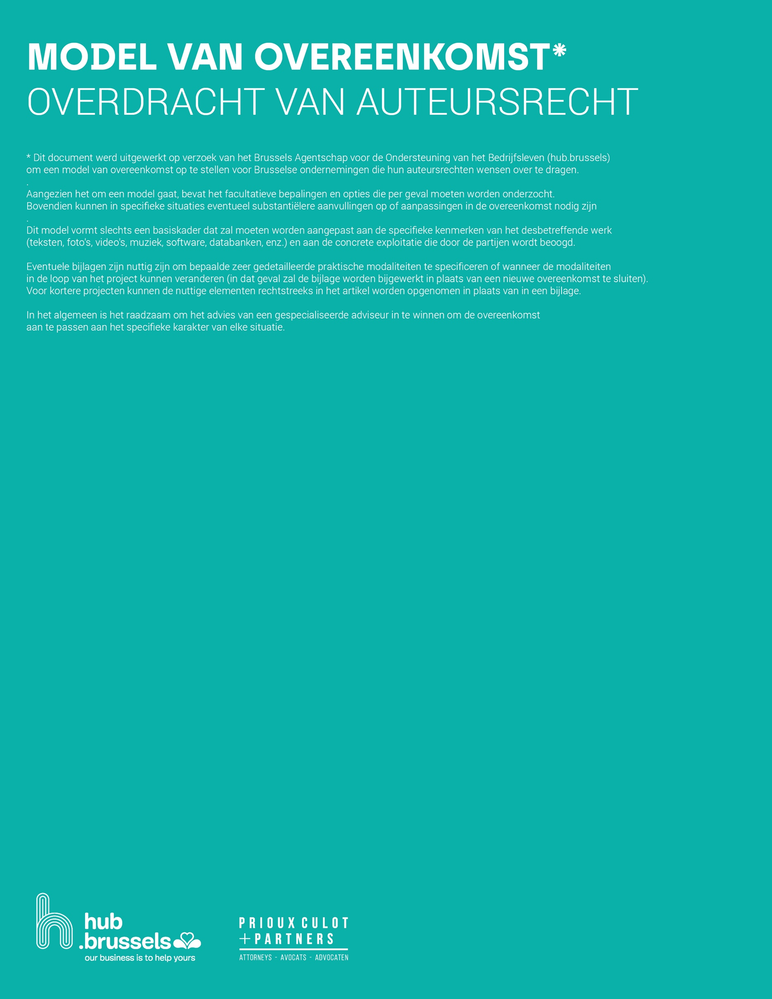 MODEL VAN OVEREENKOMST*
OVERDRACHT VAN AUTEURSRECHT
* Dit document werd uitgewerkt op verzoek van het Brussels Agentschap voor de Ondersteuning van het Bedrijfsleven (hub.brussels)
om een model van overeenkomst op te stellen voor Brusselse ondernemingen die hun auteursrechten wensen over te dragen.
.
Aangezien het om een model gaat, bevat het facultatieve bepalingen en opties die per geval moeten worden onderzocht.
Bovendien kunnen in specifieke situaties eventueel substantiëlere aanvullingen op of aanpassingen in de overeenkomst nodig zijn
.
Dit model vormt slechts een basiskader dat zal moeten worden aangepast aan de specifieke kenmerken van het desbetreffende werk
(teksten, foto's, video's, muziek, software, databanken, enz.) en aan de concrete exploitatie die door de partijen wordt beoogd.
Eventuele bijlagen zijn nuttig zijn om bepaalde zeer gedetailleerde praktische modaliteiten te specificeren of wanneer de modaliteiten
in de loop van het project kunnen veranderen (in dat geval zal de bijlage worden bijgewerkt in plaats van een nieuwe overeenkomst te sluiten).
Voor kortere projecten kunnen de nuttige elementen rechtstreeks in het artikel worden opgenomen in plaats van in een bijlage.
In het algemeen is het raadzaam om het advies van een gespecialiseerde adviseur in te winnen om de overeenkomst
aan te passen aan het specifieke karakter van elke situatie.
h
hub
.brussels
our business is to help yours
PRIOUX CULOT
+PARTNERS
ATTORNEYS - AVOCATS - ADVOCATEN